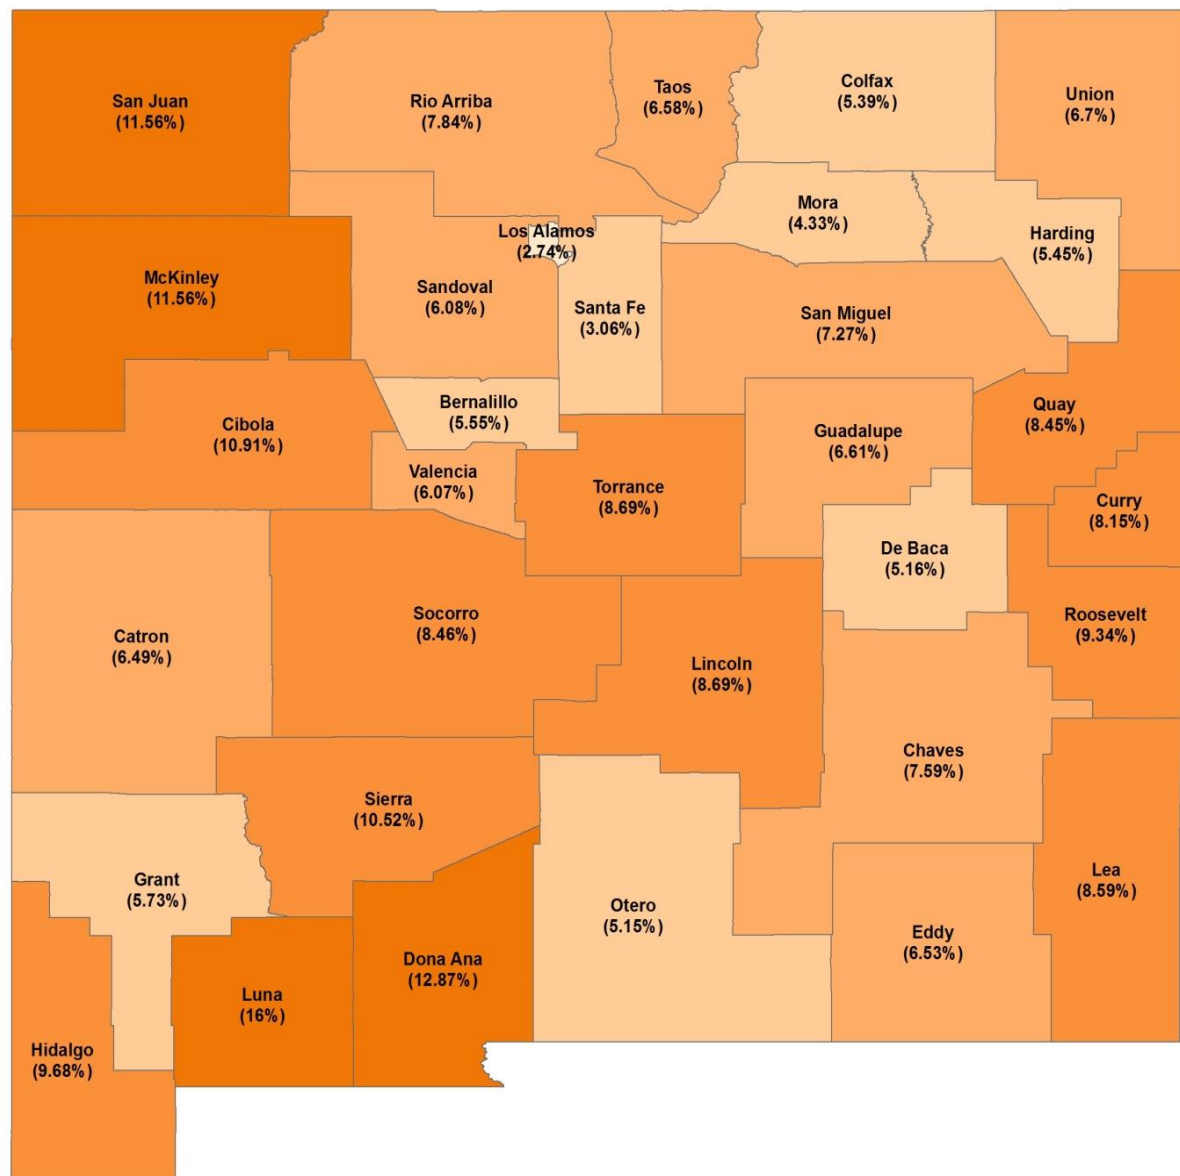 San Juan
(11.56%)
Rio Arriba
(7.84%)
Taos
(6.58%)
Colfax
(5.39%)
Union
(6.7%)
Mora
(4.33%)
Harding
(5.45%)
Los Alamos
(2.74%)
McKinley
(11.56%)
Sandoval
(6.08%)
Santa Fe
(3.06%)
San Miguel
(7.27%)
Bernalillo
(5.55%)
Cibola
(10.91%)
Quay
(8.45%)
Guadalupe
(6.61%)
Valencia
(6.07%)
Torrance
(8.69%)
Curry
(8.15%)
De Baca
(5.16%)
Socorro
(8.46%)
Roosevelt
(9.34%)
Catron
(6.49%)
Lincoln
(8.69%)
Chaves
(7.59%)
Sierra
(10.52%)
Grant
(5.73%)
Lea
(8.59%)
Otero
(5.15%)
Eddy
(6.53%)
Dona Ana
(12.87%)
Luna
(16%)
Hidalgo
(9.68%)